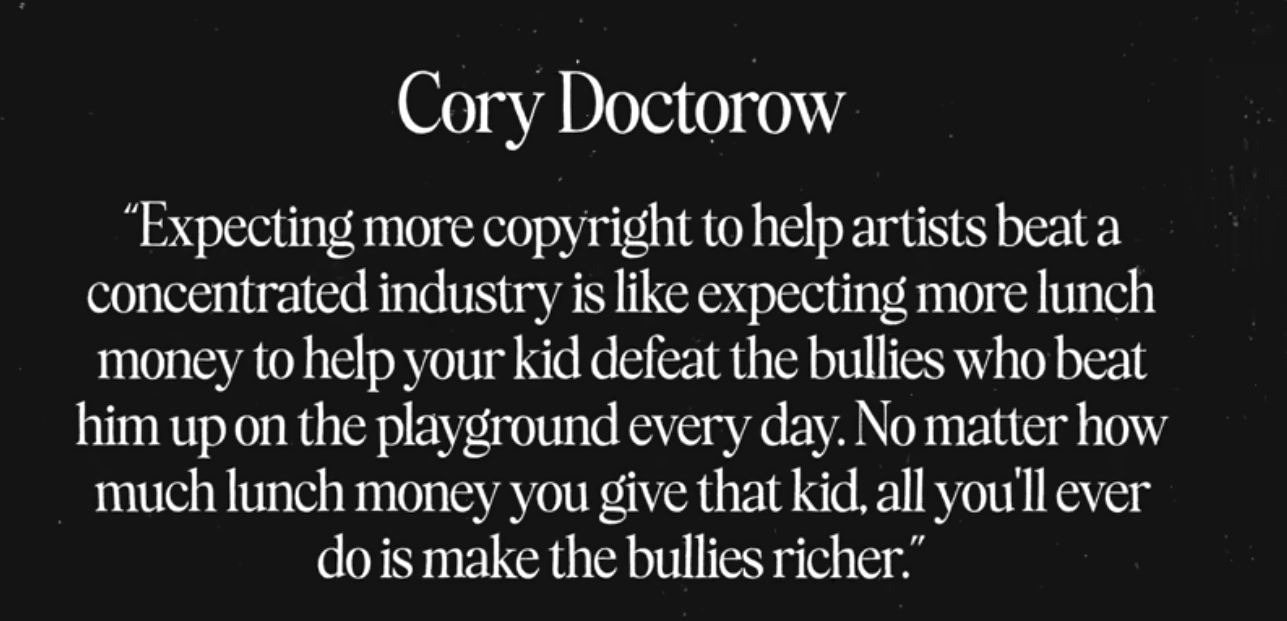 Cory Doctorow
“Expecting more copyright to help artists beat a
concentrated industry is like expecting more lunch
money to help your kid defeat the bullies who beat
him up on the playground every day. No matter how
much lunch money you give that kid, all you'll ever
do is make the bullies richer.”